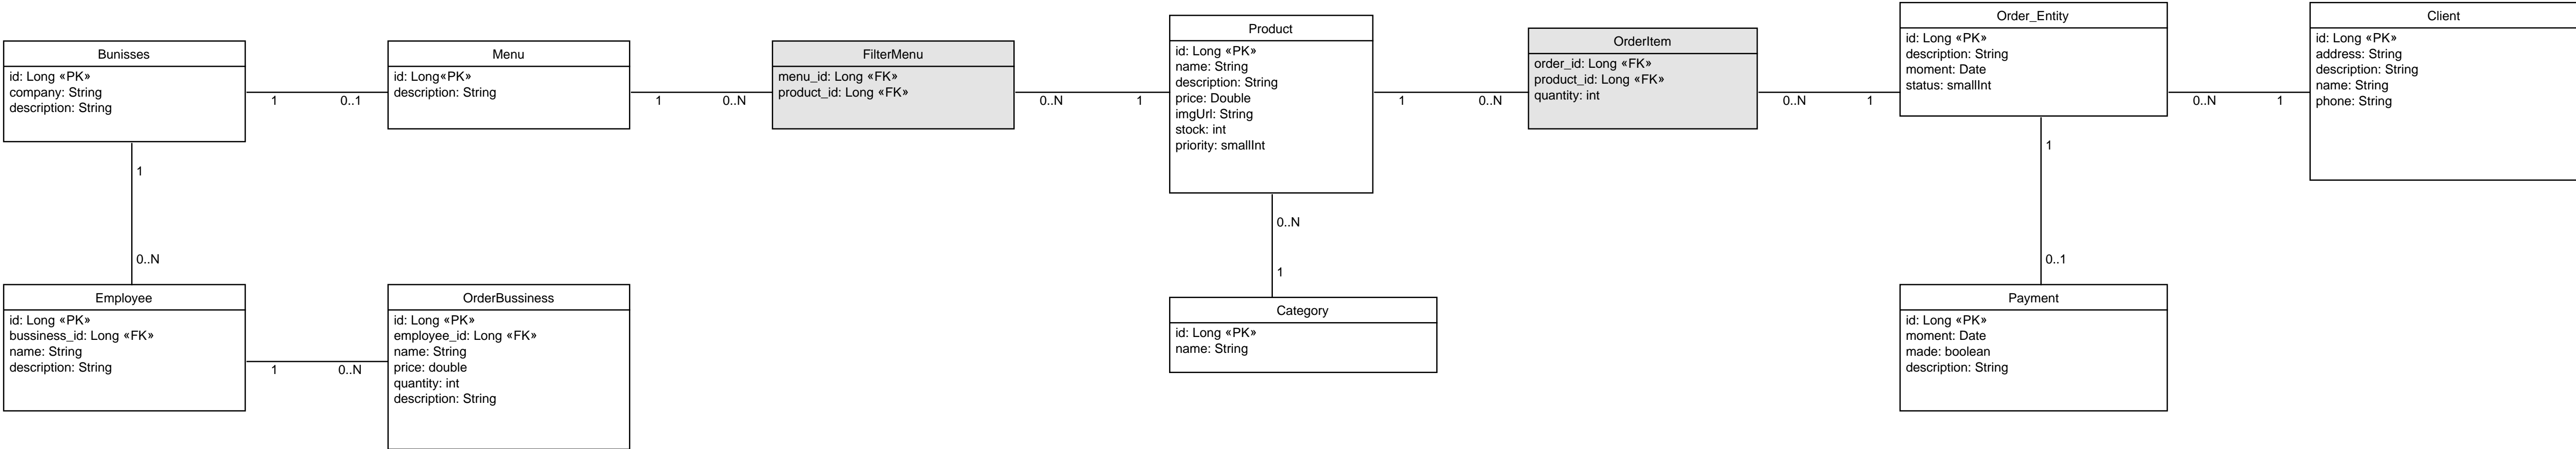 Bunisses
id: Long «PK»
company: String
description: String
1
0..1
Menu
id: Long«PK»
description: String
1
0..N
FilterMenu
menu_id: Long «FK»
product_id: Long «FK»
0..N
1
Product
id: Long «PK»
name: String
description: String
price: Double
imgUrl: String
stock: int
priority: smallInt
1
0..N
OrderItem
order_id: Long «FK»
product_id: Long «FK»
quantity: int
0..N
1
Order_Entity
id: Long «PK»
description: String
moment: Date
status: smallInt
0..N
1
Client
id: Long «PK»
address: String
description: String
name: String
phone: String
1
0..N
0..N
1
1
0..1
Employee
id: Long «PK»
bussiness_id: Long «FK»
name: String
description: String
1
0..N
OrderBussiness
id: Long «PK»
employee_id: Long «FK»
name: String
price: double
quantity: int
description: String
Category
id: Long «PK»
name: String
Payment
id: Long «PK»
moment: Date
made: boolean
description: String